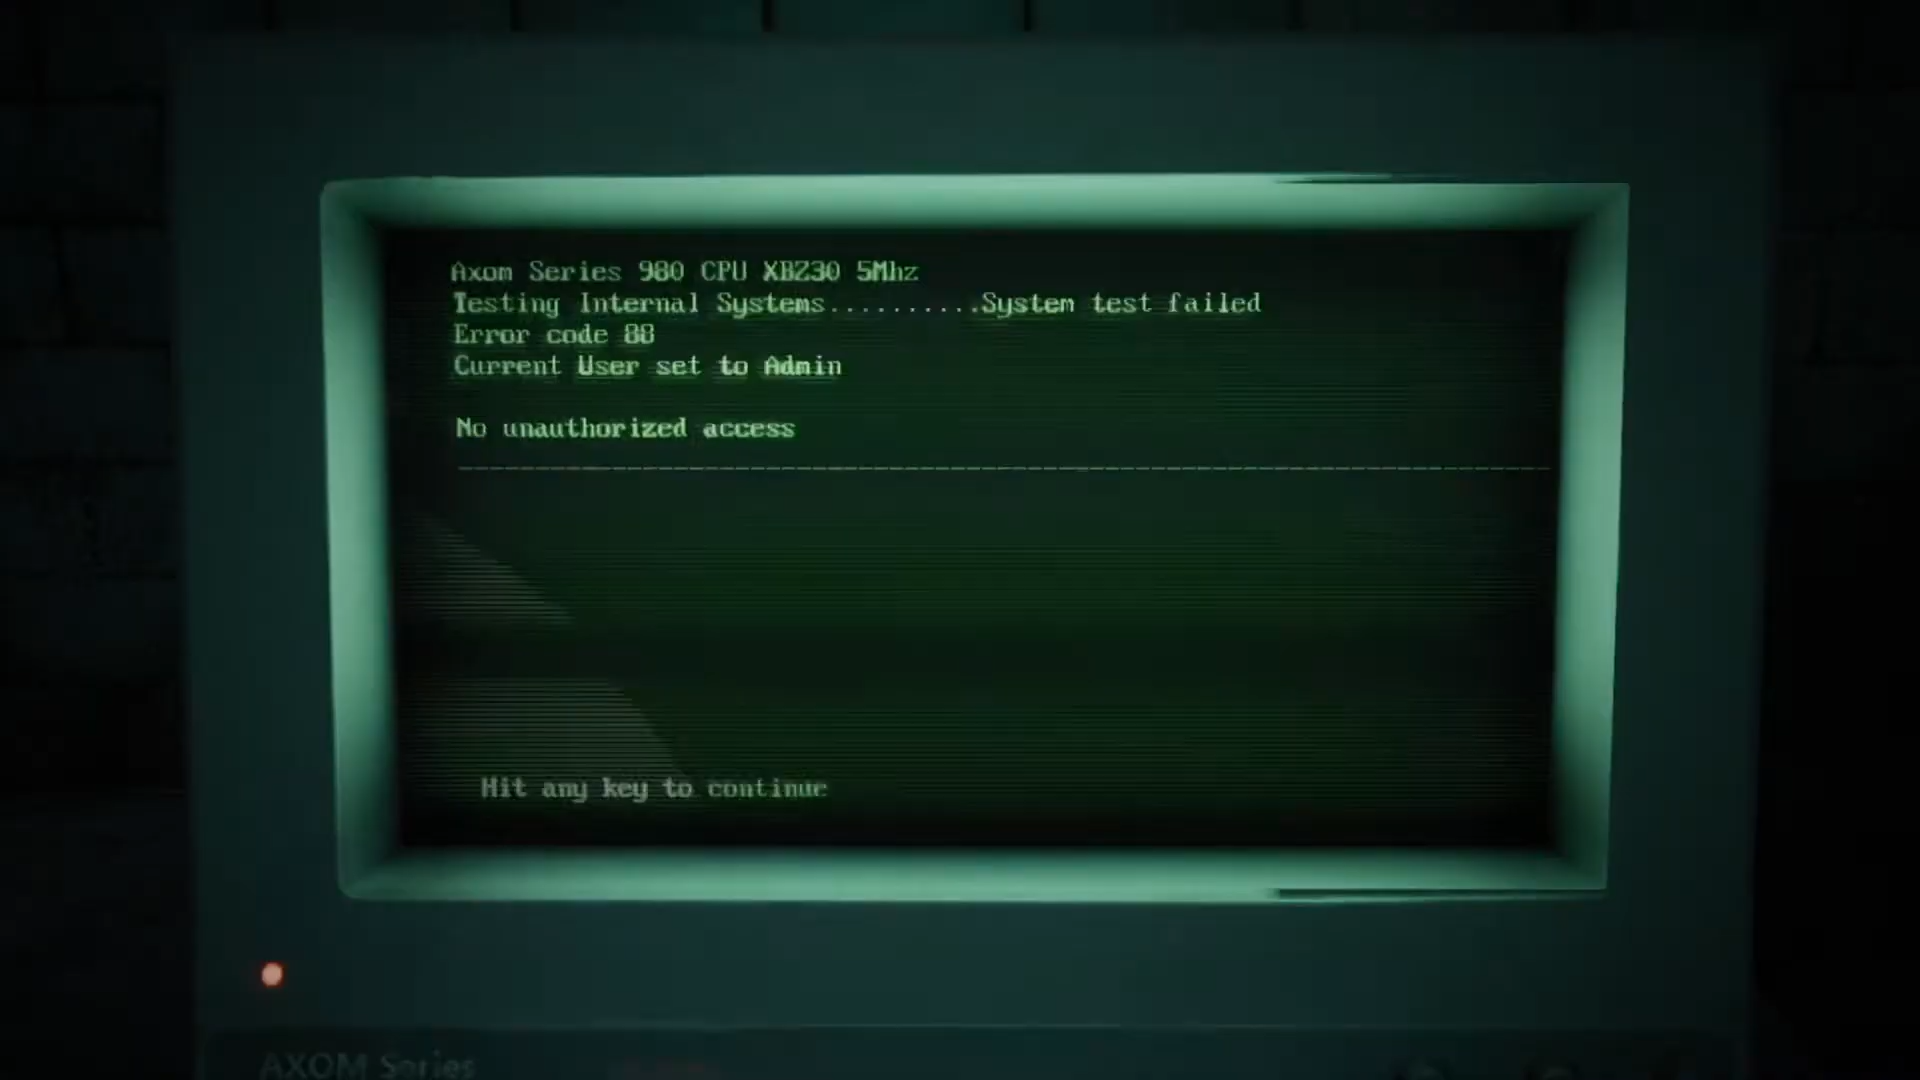 Axom Series 980 CPU XBZ30 5Mhz
Testing Internal Systems..........System test failed
Error code 88
Current User set to Admin
No unauthorized access
--------------------------------------------------------------------------------
Hit any key to continue
AXOM Series